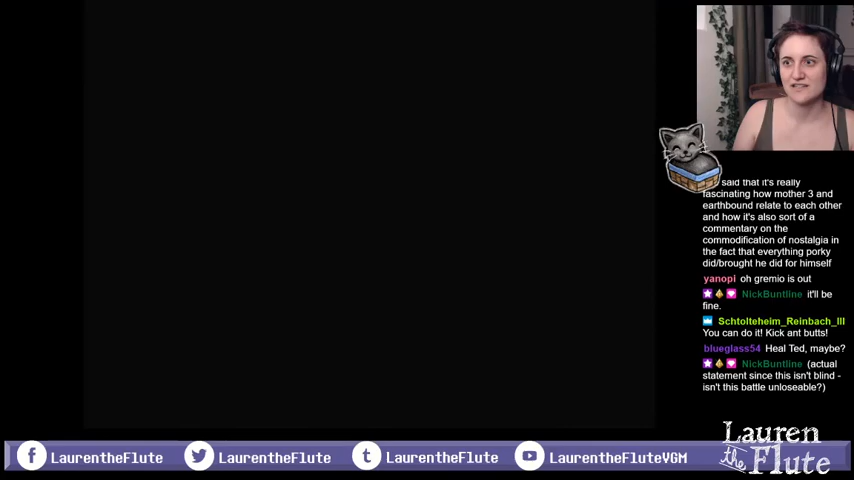 said that it's really
fascinating how mother 3 and
earthbound relate to each other
and how it's also sort of a
commentary on the
commodification of nostalgia in
the fact that everything porky
did/brought he did for himself
yanopi oh gremio is out
NickBuntline it'll be
fine.
Schtolteheim_Reinbach_III
You can do it! Kick ant butts!
blueglass54 Heal Ted, maybe?
NickBuntline (actual
statement since this isn't blind -
isn't this battle unloseable?)
Lauren
the Flute
LaurentheFlute LaurentheFlute LaurentheFlute LaurentheFluteVGM